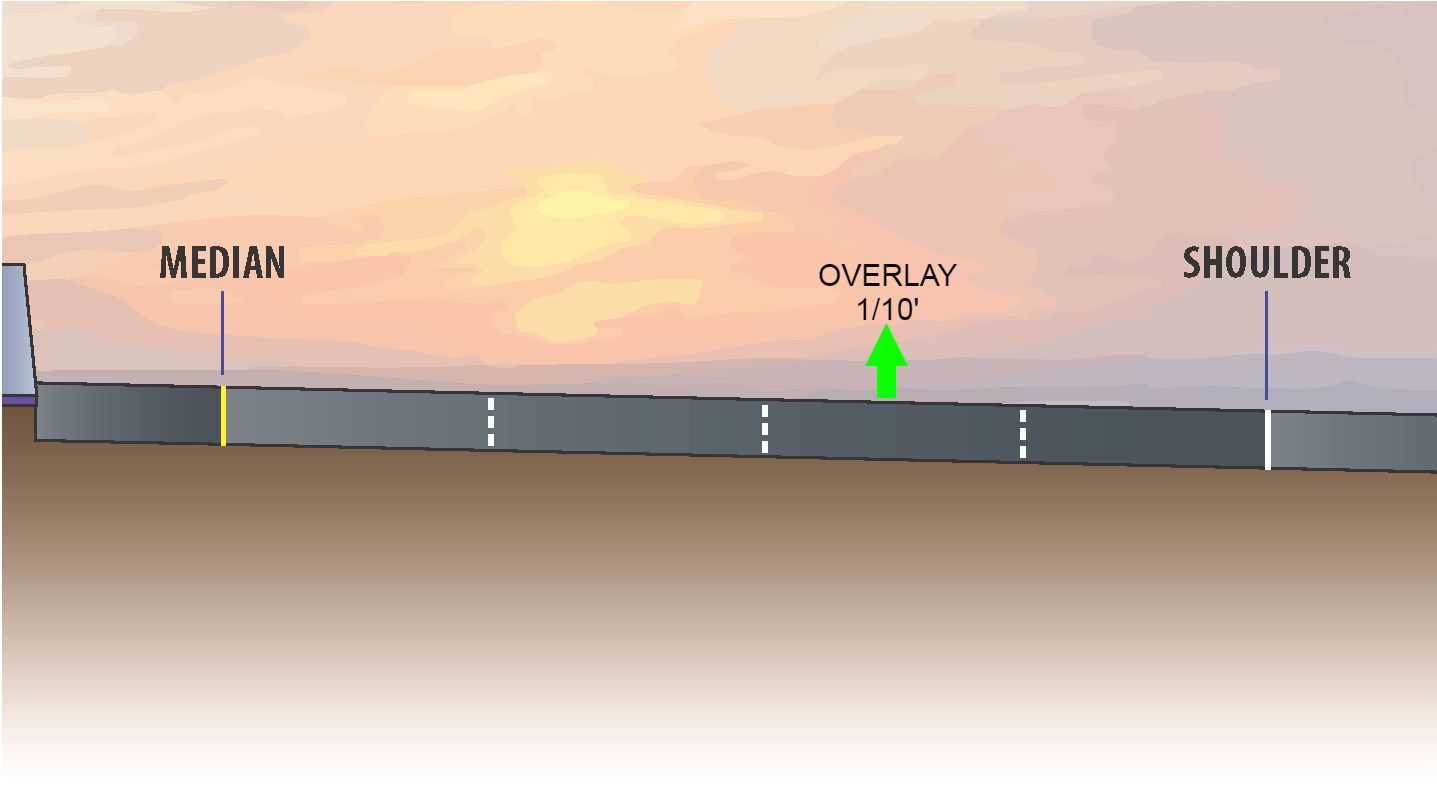 MEDIAN
OVERLAY
1/10'
SHOULDER